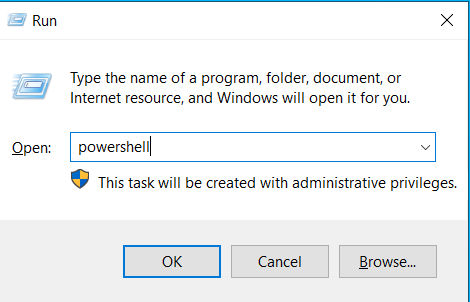 Run
Type the name of a program, folder, document, or
Internet resource, and Windows will open it for you.
Open: powershell
This task will be created with administrative privileges.
OK Cancel Browse...